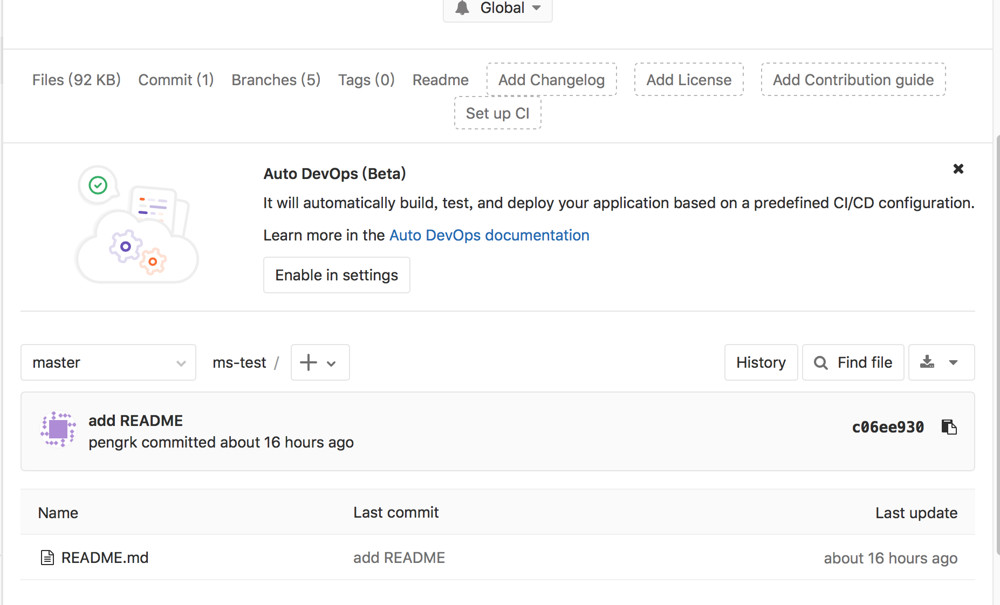 Global
Files (92 KB) Commit (1) Branches (5) Tags (0) Readme Add Changelog Add License Add Contribution guide
Set up CI
Auto DevOps (Beta)
It will automatically build, test, and deploy your application based on a predefined CI/CD configuration.
Learn more in the Auto DevOps documentation
Enable in settings
master ms-test / History Find file
add README
pengrk committed about 16 hours ago
c06ee930
Name Last commit Last update
README.md add README about 16 hours ago